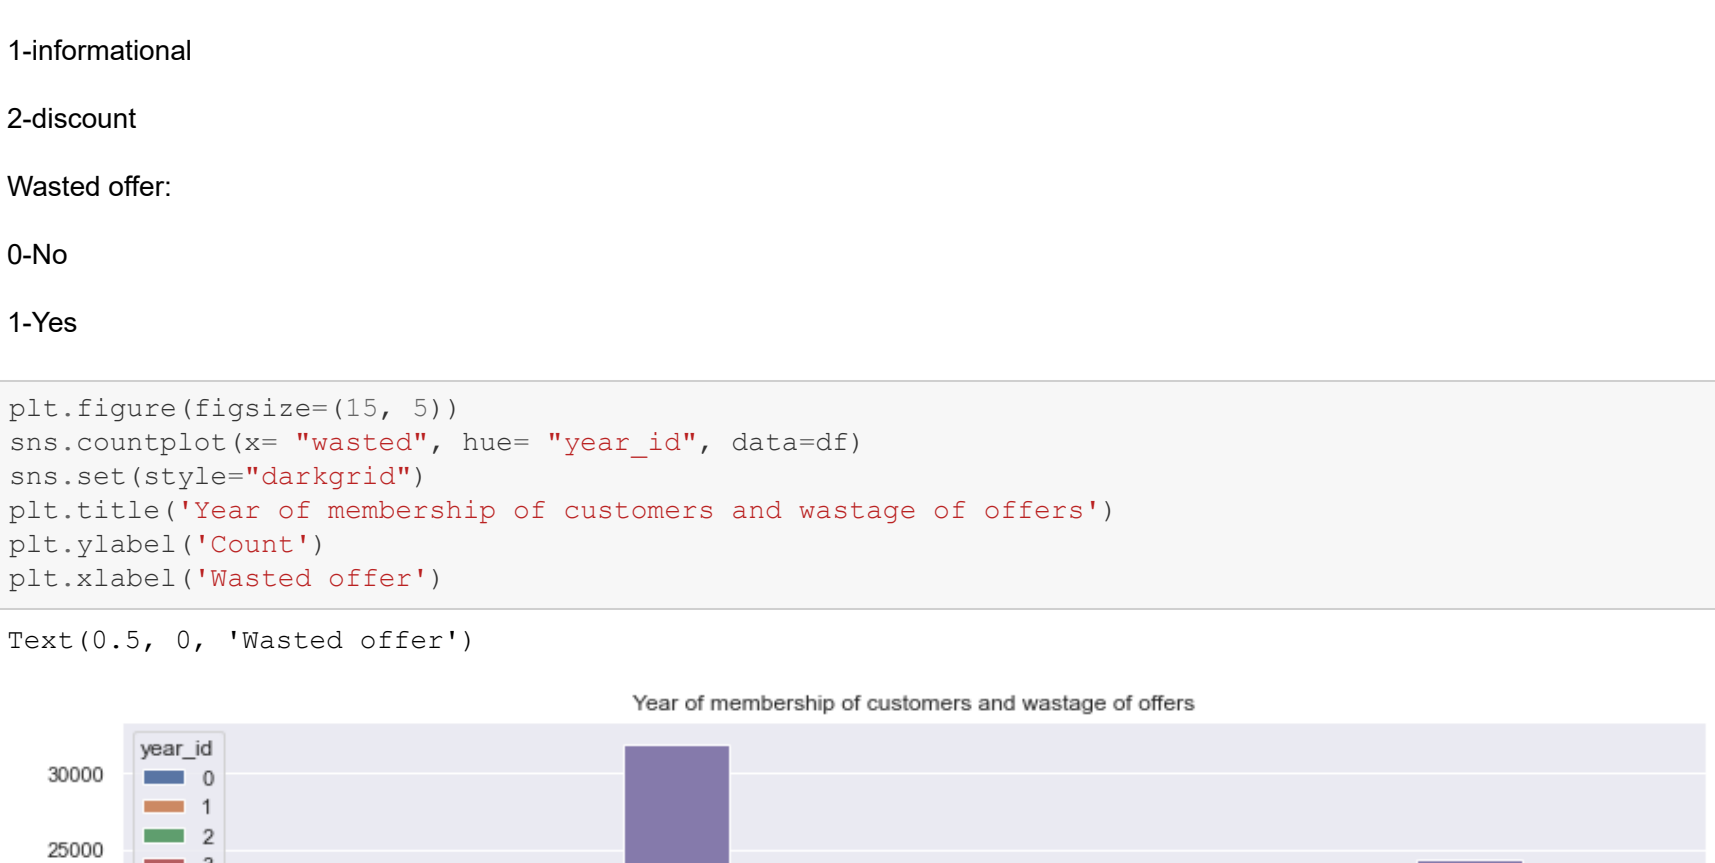 1-informational
2-discount
Wasted offer:
0-No
1-Yes
plt.figure(figsize=(15, 5))
sns.countplot(x= "wasted", hue= "year_id", data=df)
sns.set(style="darkgrid")
plt.title('Year of membership of customers and wastage of offers')
plt.ylabel('Count')
plt.xlabel('Wasted offer')
Text(0.5, 0, 'Wasted offer')
Year of membership of customers and wastage of offers
year_id
30000
0
1
2
25000